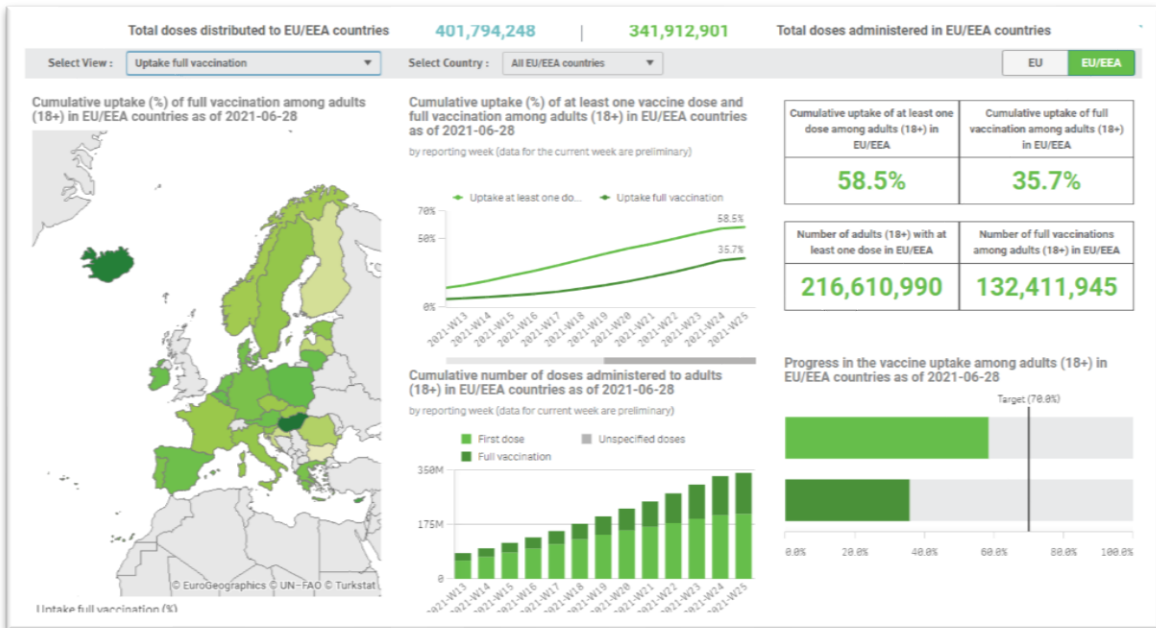 Total doses distributed to EU/EEA countries 401,794,248 | 341,912,901 Total doses administered in EU/EEA countries
Select View : Uptake full vaccination Select Country : All EU/EEA countries EU EU/EEA
Cumulative uptake (%) of full vaccination among adults
(18+) in EU/EEA countries as of 2021-06-28
© EuroGeographics © UN-FAO © Turkstat
Uptake full vaccination (%)
Cumulative uptake (%) of at least one vaccine dose and
full vaccination among adults (18+) in EU/EEA countries
as of 2021-06-28
by reporting week (data for the current week are preliminary)
Uptake at least one do... Uptake full vaccination
70%
58.5%
50%
35.7%
0%
2021-W13 2021-W14 2021-W15 2021-W16 2021-W17 2021-W18 2021-W19 2021-W20 2021-W21 2021-W22 2021-W23 2021-W24 2021-W25
Cumulative number of doses administered to adults
(18+) in EU/EEA countries as of 2021-06-28
by reporting week (data for current week are preliminary)
First dose Unspecified doses
Full vaccination
350M
175M
0
2021-W13 2021-W14 2021-W15 2021-W16 2021-W17 2021-W18 2021-W19 2021-W20 2021-W21 2021-W22 2021-W23 2021-W24 2021-W25
Cumulative uptake of at least one
dose among adults (18+) in
EU/EEA
58.5%
Cumulative uptake of full
vaccination among adults (18+)
in EU/EEA
35.7%
Number of adults (18+) with at
least one dose in EU/EEA
216,610,990
Number of full vaccinations
among adults (18+) in EU/EEA
132,411,945
Progress in the vaccine uptake among adults (18+) in
EU/EEA countries as of 2021-06-28
Target (70.0%)
0.0% 20.0% 40.0% 60.0% 80.0% 100.0%